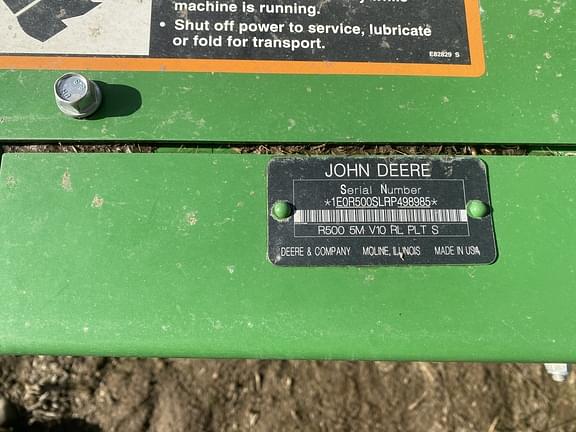 machine is running.
• Shut off power to service, lubricate
or fold for transport.
E82829 S
JOHN DEERE
Serial Number
*1E0R500SLRP498985*
R500 5M V10 RL PLT S
DEERE & COMPANY MOLINE, ILLINOIS MADE IN USA